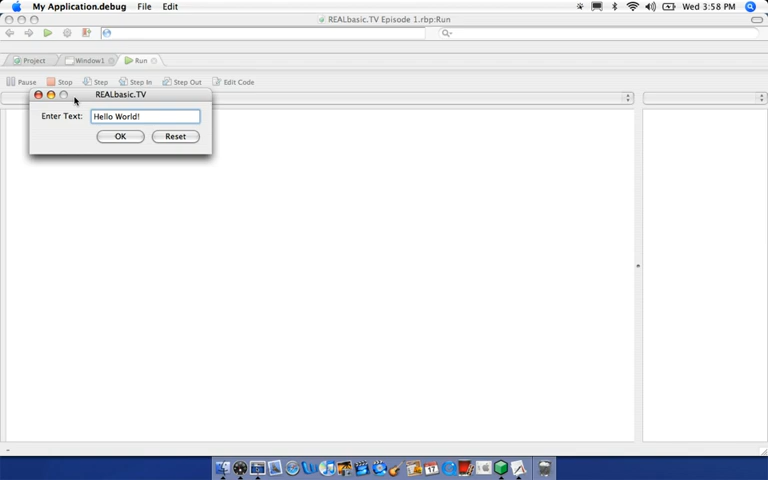 My Application.debug File Edit Wed 3:58 PM
REALbasic.TV Episode 1.rbp:Run
Project Window1 Run
Pause Stop Step Step In Step Out Edit Code
REALbasic.TV
Enter Text: Hello World!
OK Reset
17